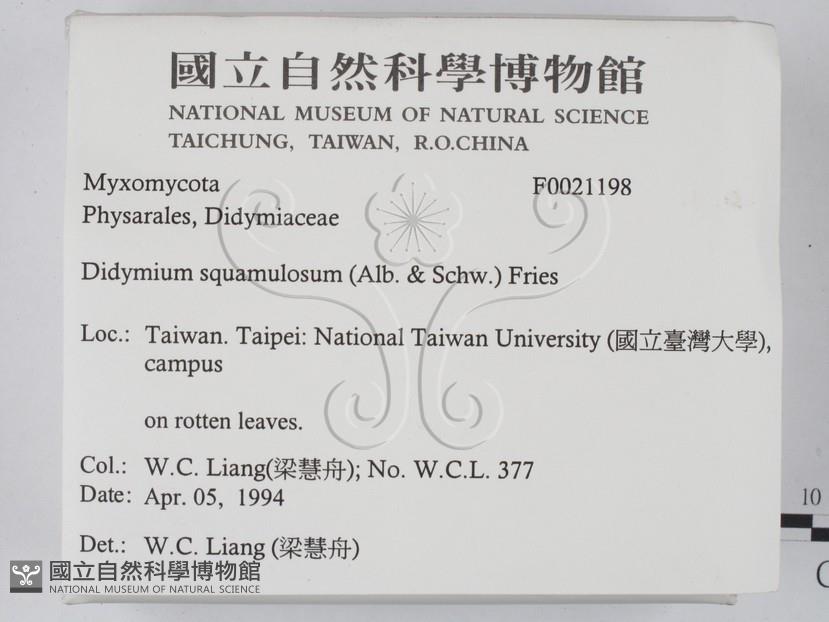 國立自然科學博物館
NATIONAL MUSEUM OF NATURAL SCIENCE
TAICHUNG, TAIWAN, R.O.CHINA
Myxomycota F0021198
Physarales, Didymiaceae
Didymium squamulosum (Alb. & Schw.) Fries
Loc.: Taiwan. Taipei: National Taiwan University (國立臺灣大學),
campus
on rotten leaves.
Col.: W.C. Liang(梁慧舟); No. W.C.L. 377
Date: Apr. 05, 1994
Det.: W.C. Liang (梁慧舟)
國立自然科學博物館
NATIONAL MUSEUM OF NATURAL SCIENCE
10